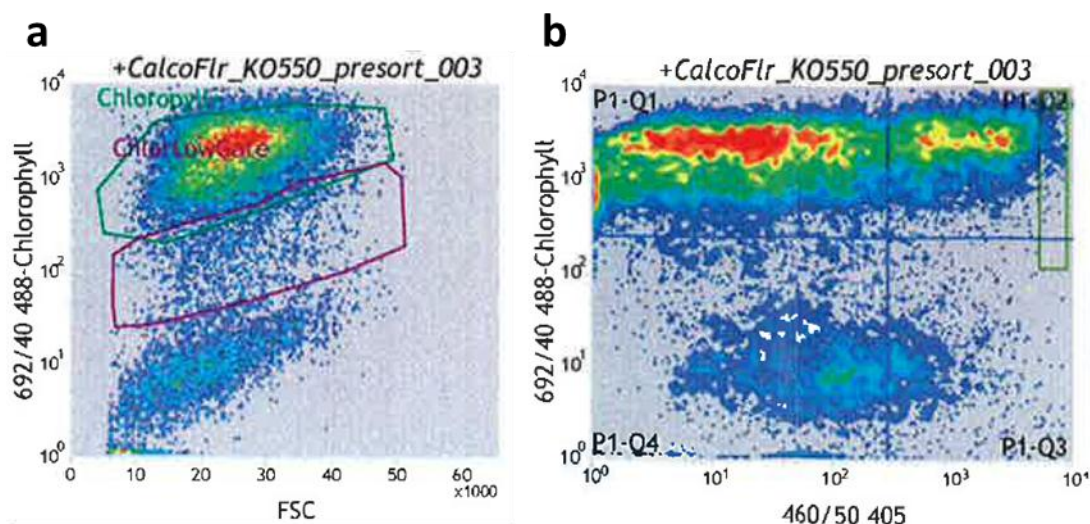 a
+CalcoFlr_KO550_presort_003
10⁴
Chloropyll
ChlorLowGate
10³
10²
10¹
10⁰
692/40 488-Chlorophyll
0 10 20 30 40 50 60
x1000
FSC
b
+CalcoFlr_KO550_presort_003
10⁴
P1-Q1 P1-Q2
10³
10²
10¹
10⁰
P1-Q4 P1-Q3
692/40 488-Chlorophyll
10⁰ 10¹ 10² 10³ 10
460/50 405